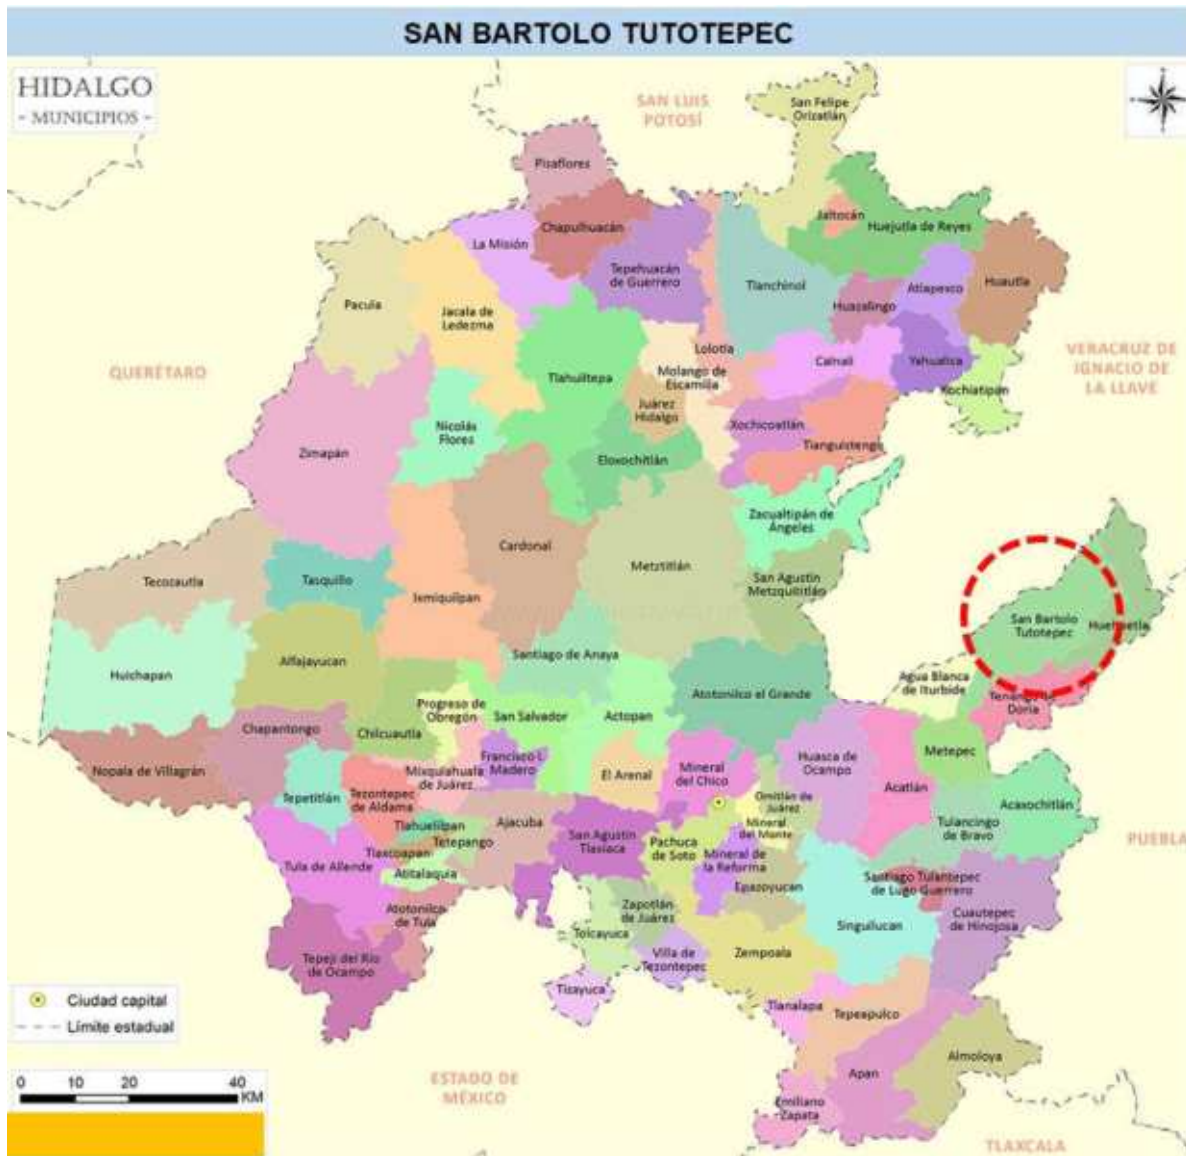 SAN BARTOLO TUTOTEPEC
HIDALGO
- MUNICIPIOS -
SAN LUIS
POTOSÍ
San Felipe
Orizatlán
Pisaflores
Chapulhuacán
La Misión
Jaltocán
Huejutla de Reyes
Tepehuacán
de Guerrero
Tlanchinol
Huautla
Atlapexco
Huazalingo
Pacula
Jacala de
Ledezma
QUERÉTARO
Lolotla
Calnali
Yahualica
VERACRUZ DE
IGNACIO DE
LA LLAVE
Tlahuiltepa
Molango de
Escamilla
Xochiatipan
Juárez
Hidalgo
Nicolás
Flores
Xochicoatlán
Tianguistengo
Zimapán
Eloxochitlán
Zacualtipán de
Ángeles
Cardonal
Metztitlán
Tecozautla
Tasquillo
Ixmiquilpan
San Agustín
Metzquititlán
San Bartolo
Tutotepec
Huehuetla
Huichapan
Alfajayucan
Santiago de Anaya
Agua Blanca
de Iturbide
Atotonilco el Grande
Tenango de
Doria
Progreso de
Obregón
San Salvador
Actopan
Chapantongo
Chilcuautla
Metepec
Francisco I.
Madero
Huasca de
Ocampo
Nopala de Villagrán
Mixquiahuala
de Juárez
El Arenal
Mineral
del Chico
Acatlán
Tepetitlán
Tezontepec
de Aldama
Omitlán de
Juárez
Acaxochitlán
Tlahuelilpan
Ajacuba
Mineral
del Monte
Tulancingo
de Bravo
Tetepango
San Agustín
Tlaxiaca
Pachuca
de Soto
PUEBLA
Tlaxcoapan
Tula de Allende
Mineral de
la Reforma
Atitalaquia
Epazoyucan
Santiago Tulantepec
de Lugo Guerrero
Atotonilco
de Tula
Zapotlán
de Juárez
Singuilucan
Cuautepec
de Hinojosa
Tolcayuca
Tepeji del Río
de Ocampo
Villa de
Tezontepec
Zempoala
Tizayuca
Tlanalapa
Tepeapulco
Ciudad capital
Límite estadual
Almoloya
Apan
0 10 20 40
KM
ESTADO DE
MÉXICO
Emiliano
Zapata
TLAXCALA